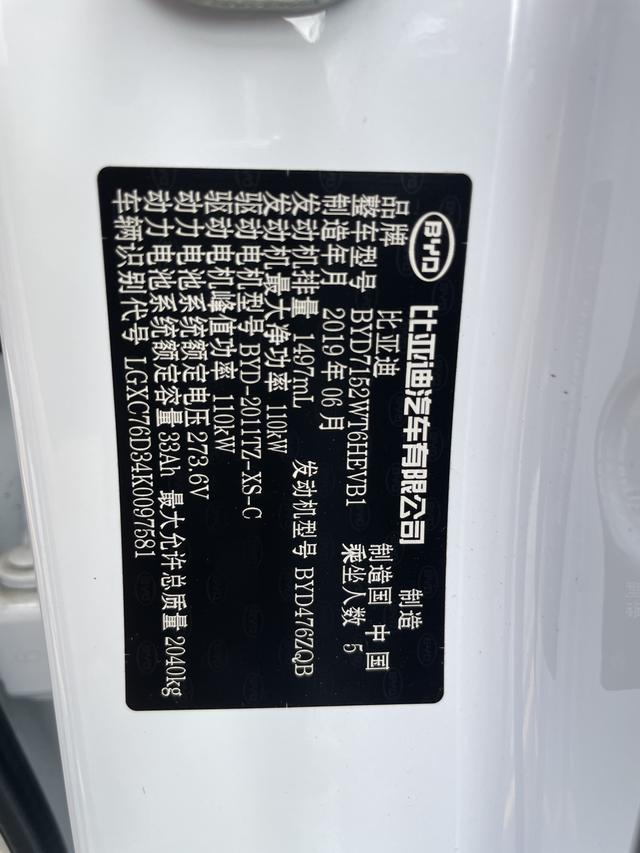 BYD 比亚迪汽车有限公司 制造
品牌 比亚迪 制造国 中国
整车型号 BYD7152WT6HEVB1 乘坐人数 5
制造年月 2019 年 06 月
发动机排量 1497mL 发动机型号 BYD476ZQB
发动机最大净功率 110kW
驱动电机型号 BYD-2011TZ-XS-C
驱动电机峰值功率 110kW
动力电池系统额定电压 273.6V
动力电池系统额定容量 33Ah 最大允许总质量 2040kg
车辆识别代号 LGXC76D34K0097581